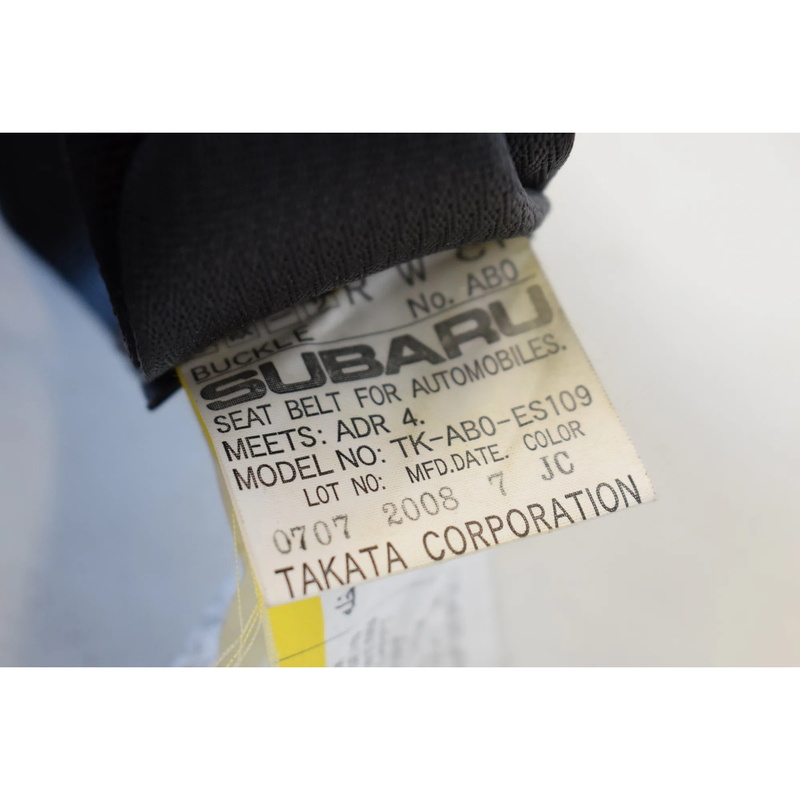 R W
BUCKLE No. AB0
SUBARU
SEAT BELT FOR AUTOMOBILES.
MEETS: ADR 4.
MODEL NO: TK-AB0-ES109
LOT NO: MFD.DATE. COLOR
0707 2008 7 JC
TAKATA CORPORATION